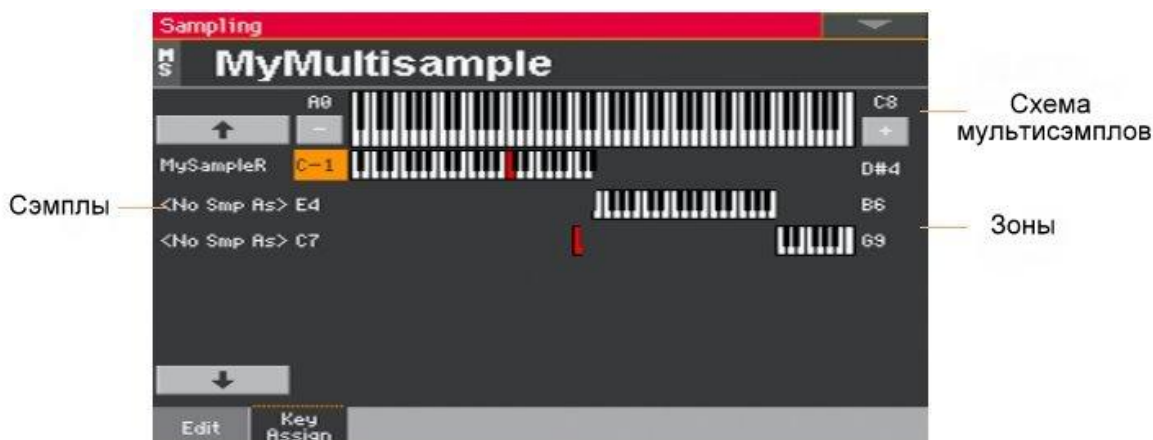 Sampling
MS MyMultisample
A0 C8
- +
MySampleR C-1 D#4
<No Smp As> E4 B6
<No Smp As> C7 G9
Edit Key Assign
Схема мультисэмплов
Сэмплы
Зоны